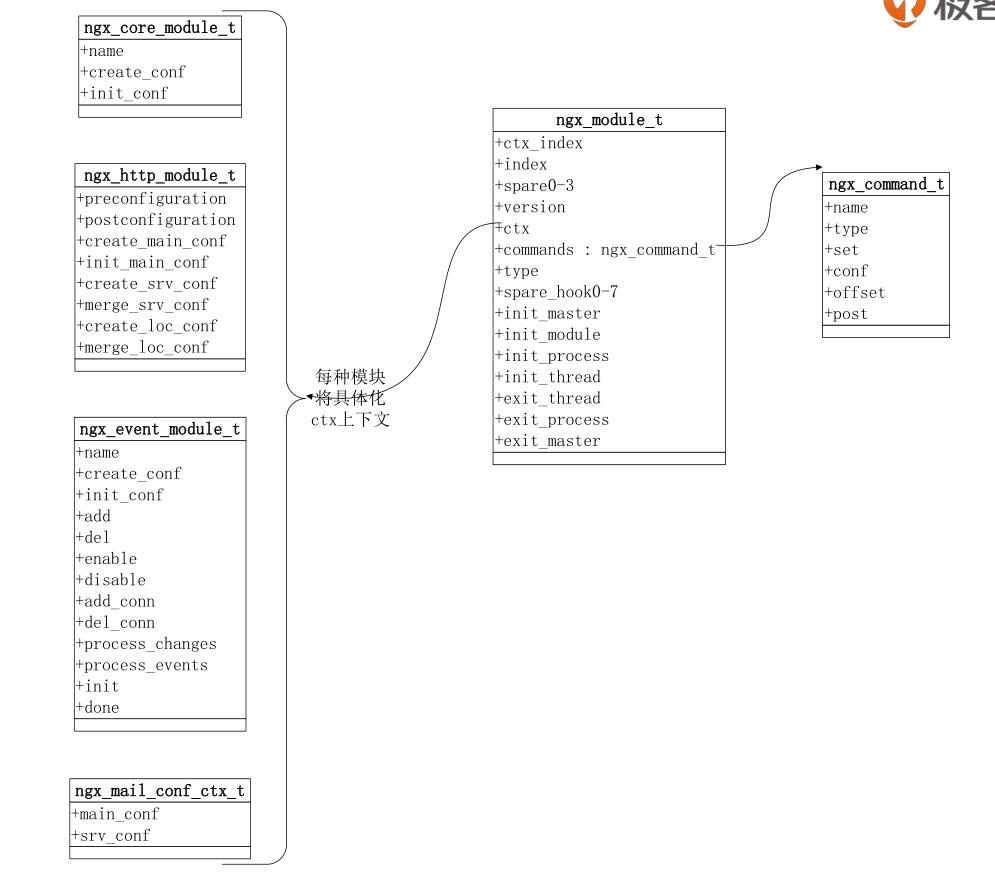 极客
ngx_core_module_t
+name
+create_conf
+init_conf
ngx_http_module_t
+preconfiguration
+postconfiguration
+create_main_conf
+init_main_conf
+create_srv_conf
+merge_srv_conf
+create_loc_conf
+merge_loc_conf
ngx_event_module_t
+name
+create_conf
+init_conf
+add
+del
+enable
+disable
+add_conn
+del_conn
+process_changes
+process_events
+init
+done
ngx_mail_conf_ctx_t
+main_conf
+srv_conf
每种模块
将具体化
ctx上下文
ngx_module_t
+ctx_index
+index
+spare0-3
+version
+ctx
+commands : ngx_command_t
+type
+spare_hook0-7
+init_master
+init_module
+init_process
+init_thread
+exit_thread
+exit_process
+exit_master
ngx_command_t
+name
+type
+set
+conf
+offset
+post